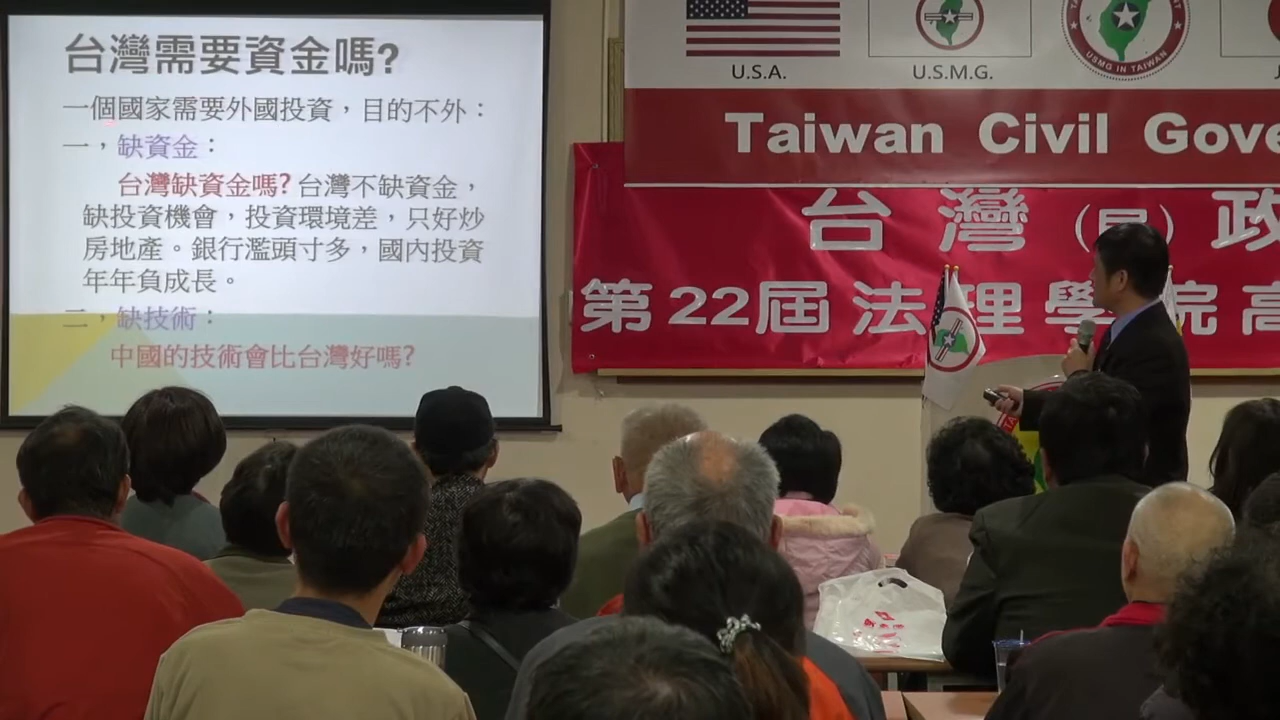 台灣需要資金嗎?
一個國家需要外國投資，目的不外：
一，缺資金：
台灣缺資金嗎? 台灣不缺資金，
缺投資機會，投資環境差，只好炒
房地產。銀行濫頭寸多，國內投資
年年負成長。
二，缺技術：
中國的技術會比台灣好嗎?
U.S.A.
U.S.M.G.
USMG IN TAIWAN
J
Taiwan Civil Gove
台灣（民）政
第22屆法理學院高